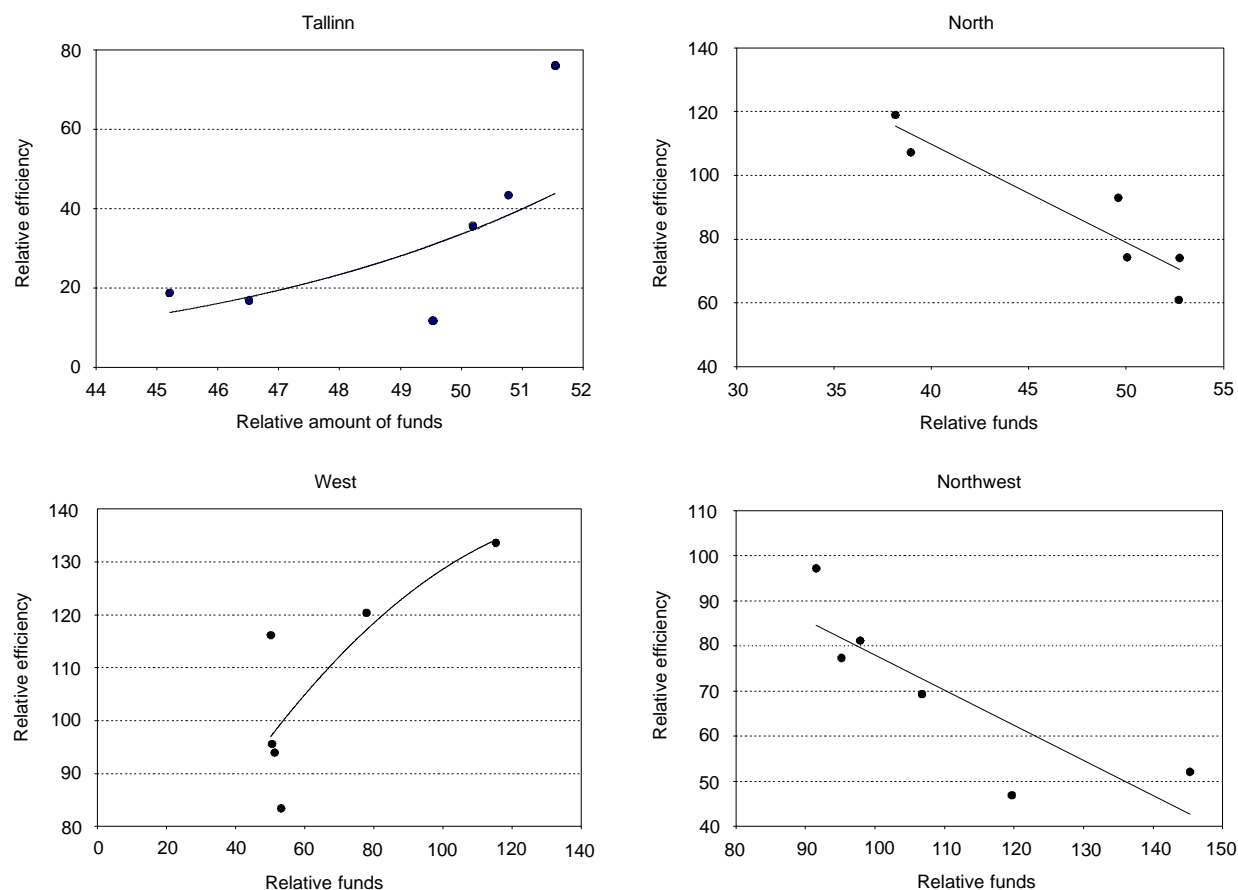 Tallinn
80
60
40
20
0
Relative efficiency
44 45 46 47 48 49 50 51 52
Relative amount of funds
North
140
120
100
80
60
40
Relative efficiency
30 35 40 45 50 55
Relative funds
West
140
130
120
110
100
90
80
Relative efficiency
0 20 40 60 80 100 120 140
Relative funds
Northwest
110
100
90
80
70
60
50
40
Relative efficiency
80 90 100 110 120 130 140 150
Relative funds